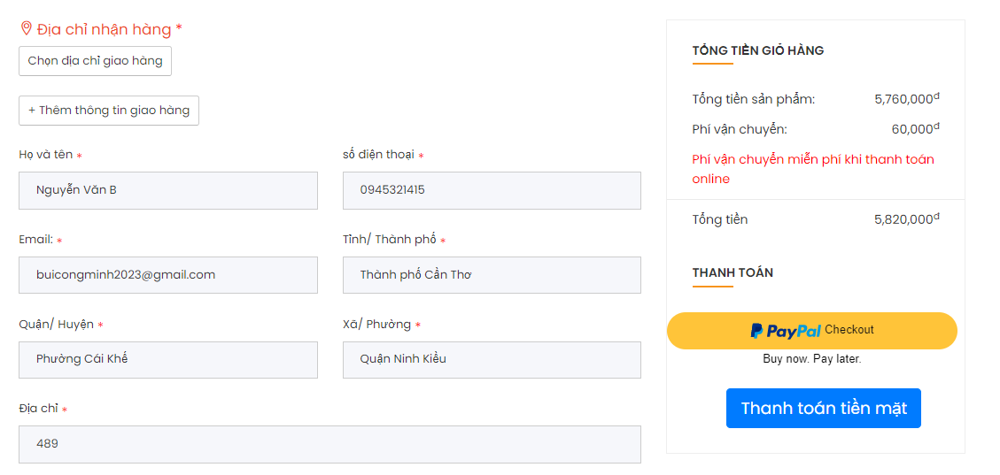 Địa chỉ nhận hàng *
Chọn địa chỉ giao hàng
+ Thêm thông tin giao hàng
Họ và tên *
số điện thoại *
Nguyễn Văn B
0945321415
Email: *
Tỉnh/ Thành phố *
buicongminh2023@gmail.com
Thành phố Cần Thơ
Quận/ Huyện *
Xã/ Phường *
Phường Cái Khế
Quận Ninh Kiều
Địa chỉ *
489
TỔNG TIỀN GIỎ HÀNG
Tổng tiền sản phẩm: 5,760,000đ
Phí vận chuyển: 60,000đ
Phí vận chuyển miễn phí khi thanh toán
online
Tổng tiền 5,820,000đ
THANH TOÁN
PayPal Checkout
Buy now. Pay later.
Thanh toán tiền mặt